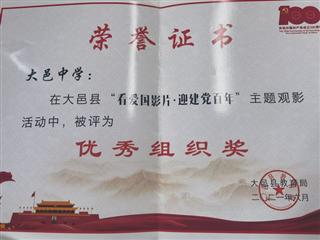 荣誉证书
大邑中学：
在大邑县“看爱国影片·迎建党百年”主题观影
活动中，被评为
优秀组织奖
大邑县教育局
二〇二一年六月